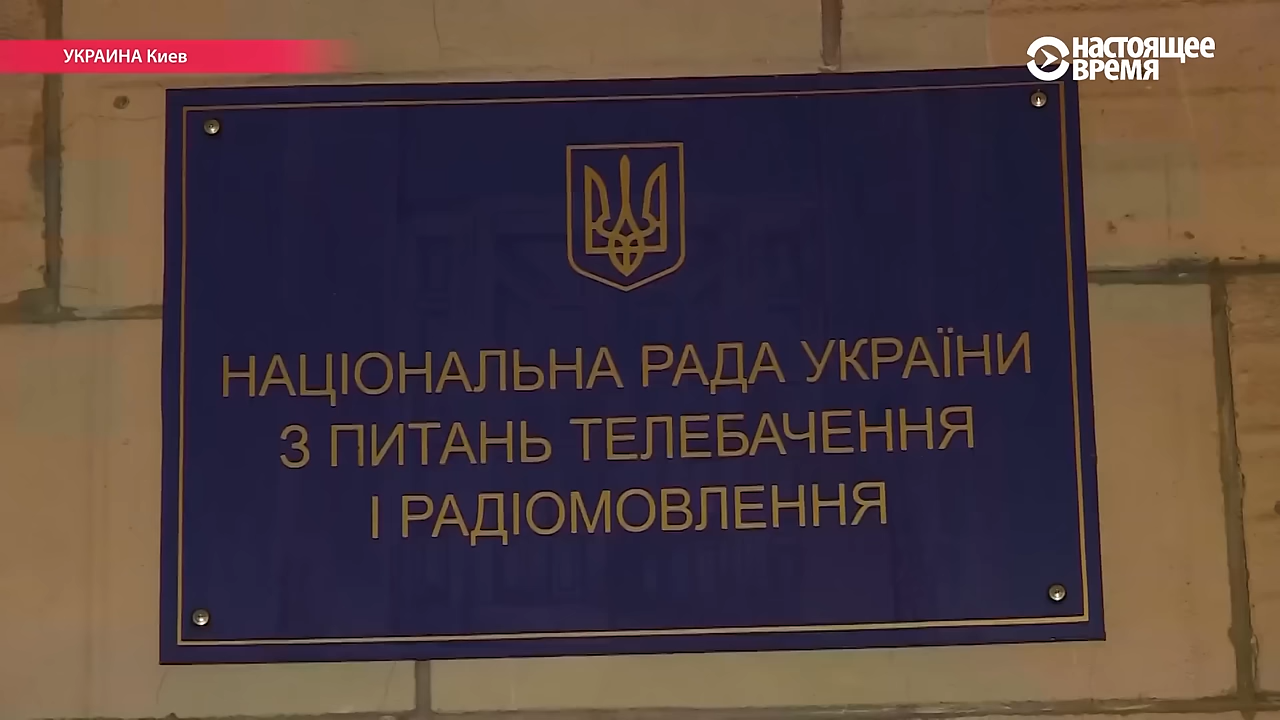 УКРАИНА Киев
НАСТОЯЩЕЕ
ВРЕМЯ
НАЦІОНАЛЬНА РАДА УКРАЇНИ
З ПИТАНЬ ТЕЛЕБАЧЕННЯ
І РАДІОМОВЛЕННЯ